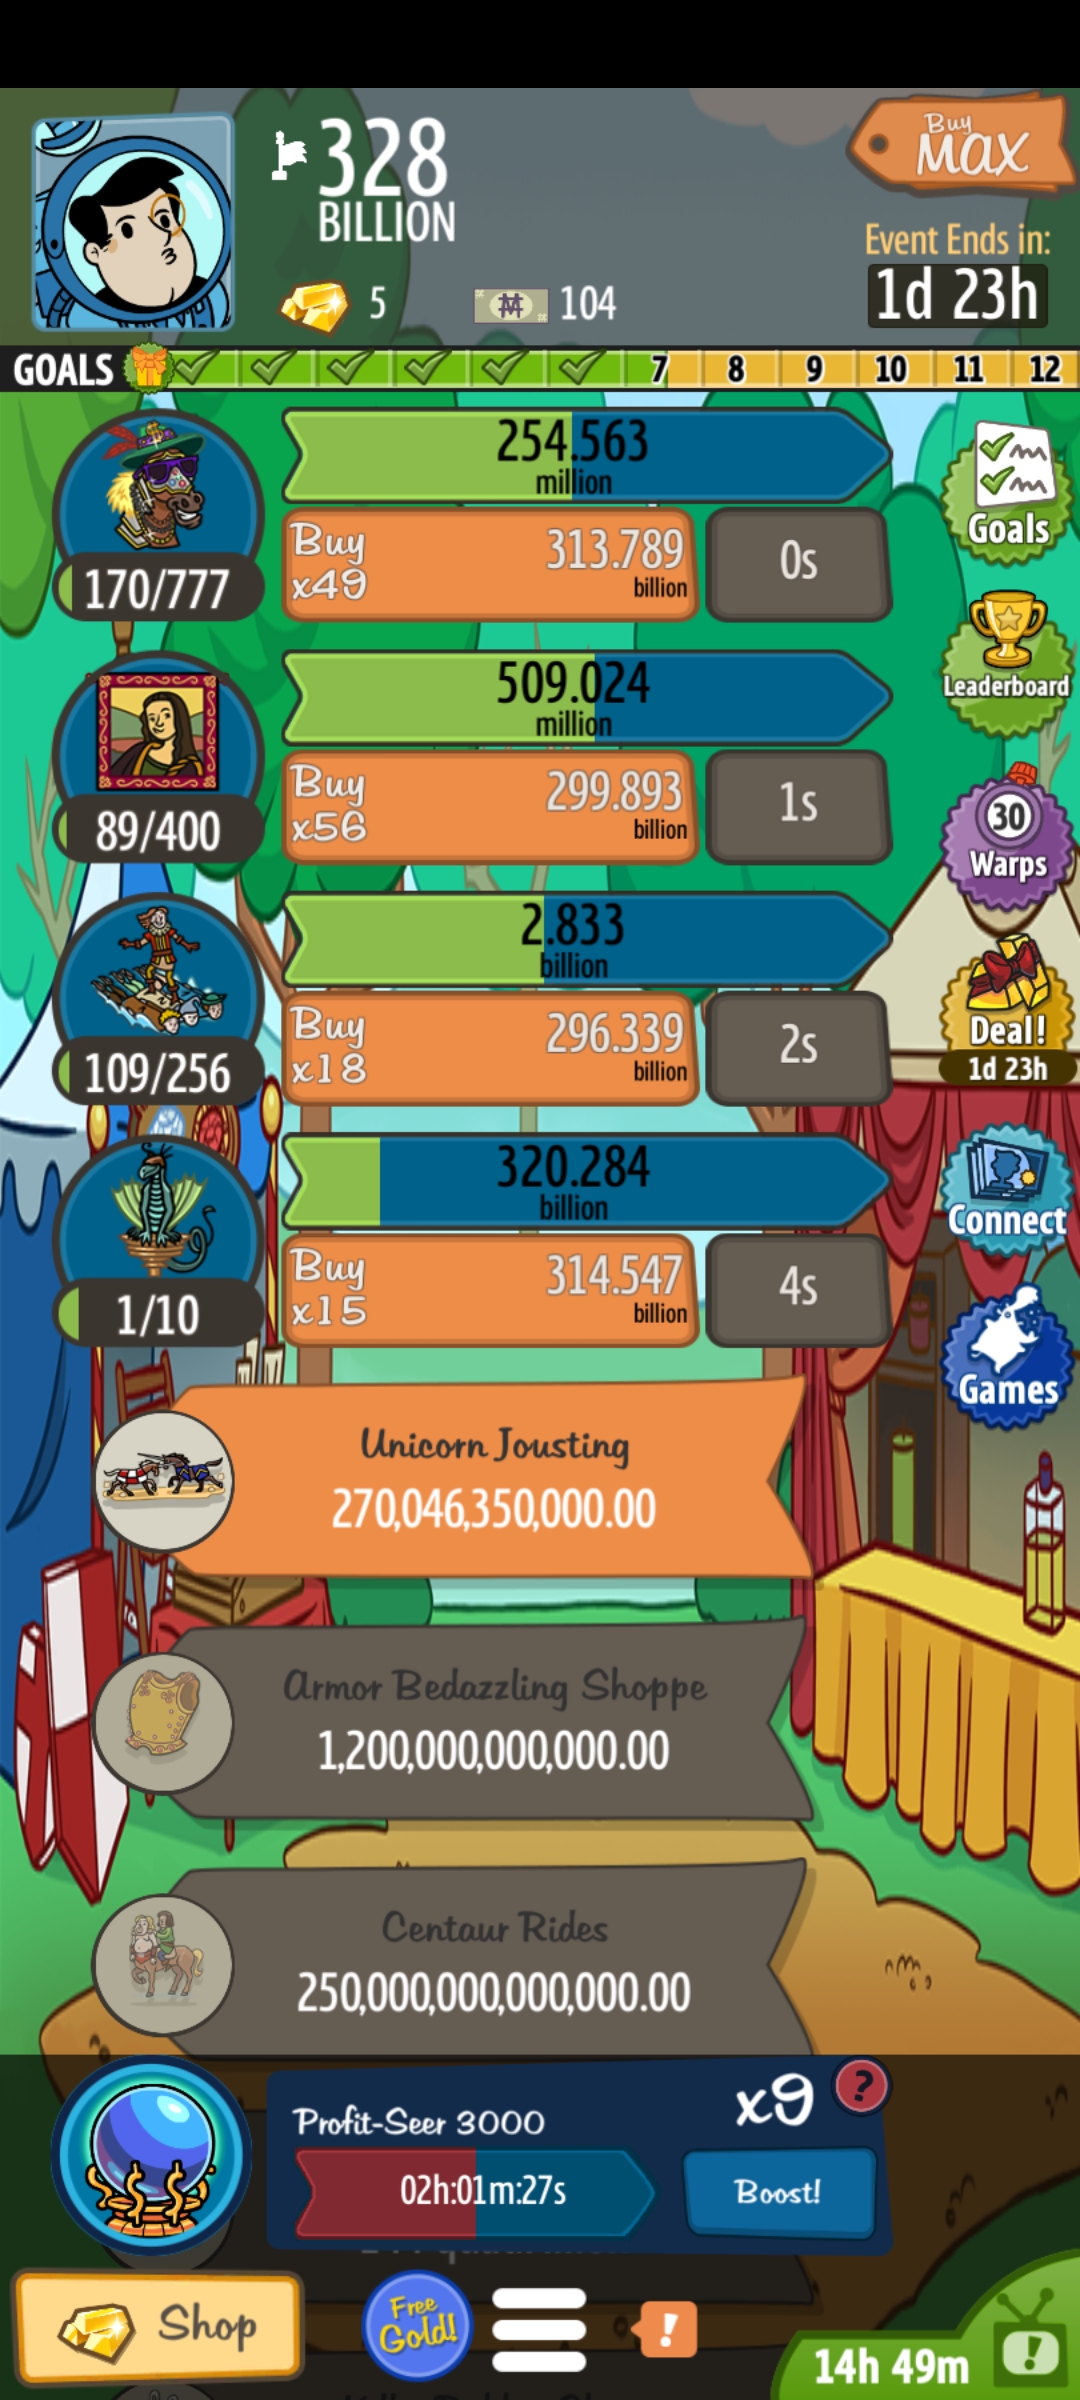 328
BILLION
Buy
MAX
Event Ends in:
5
104
1d 23h
GOALS
7
8
9
10
11
12
254.563
million
Buy
x49
313.789
billion
0s
170/777
Goals
509.024
million
Leaderboard
Buy
x56
299.893
billion
1s
89/400
30
Warps
2.833
billion
Buy
x18
296.339
billion
2s
109/256
Deal!
1d 23h
320.284
billion
Connect
Buy
x15
314.547
billion
4s
1/10
Games
Unicorn Jousting
270,046,350,000.00
Armor Bedazzling Shoppe
1,200,000,000,000.00
Centaur Rides
250,000,000,000,000.00
Profit-Seer 3000
x9
?
02h:01m:27s
Boost!
Shop
Free
Gold!
!
14h 49m
!